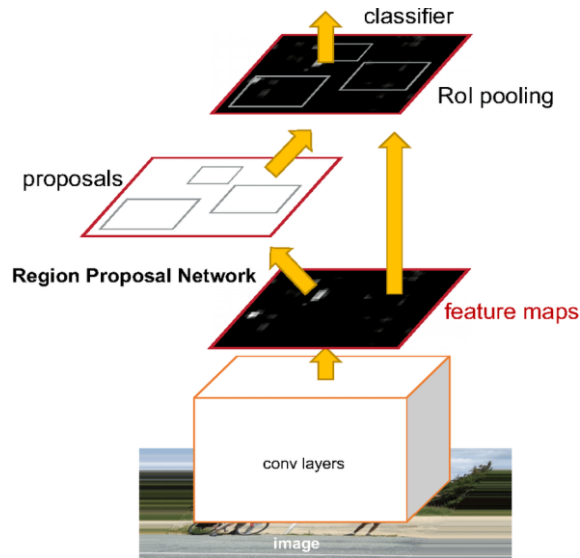 classifier
RoI pooling
proposals
Region Proposal Network
feature maps
conv layers
image